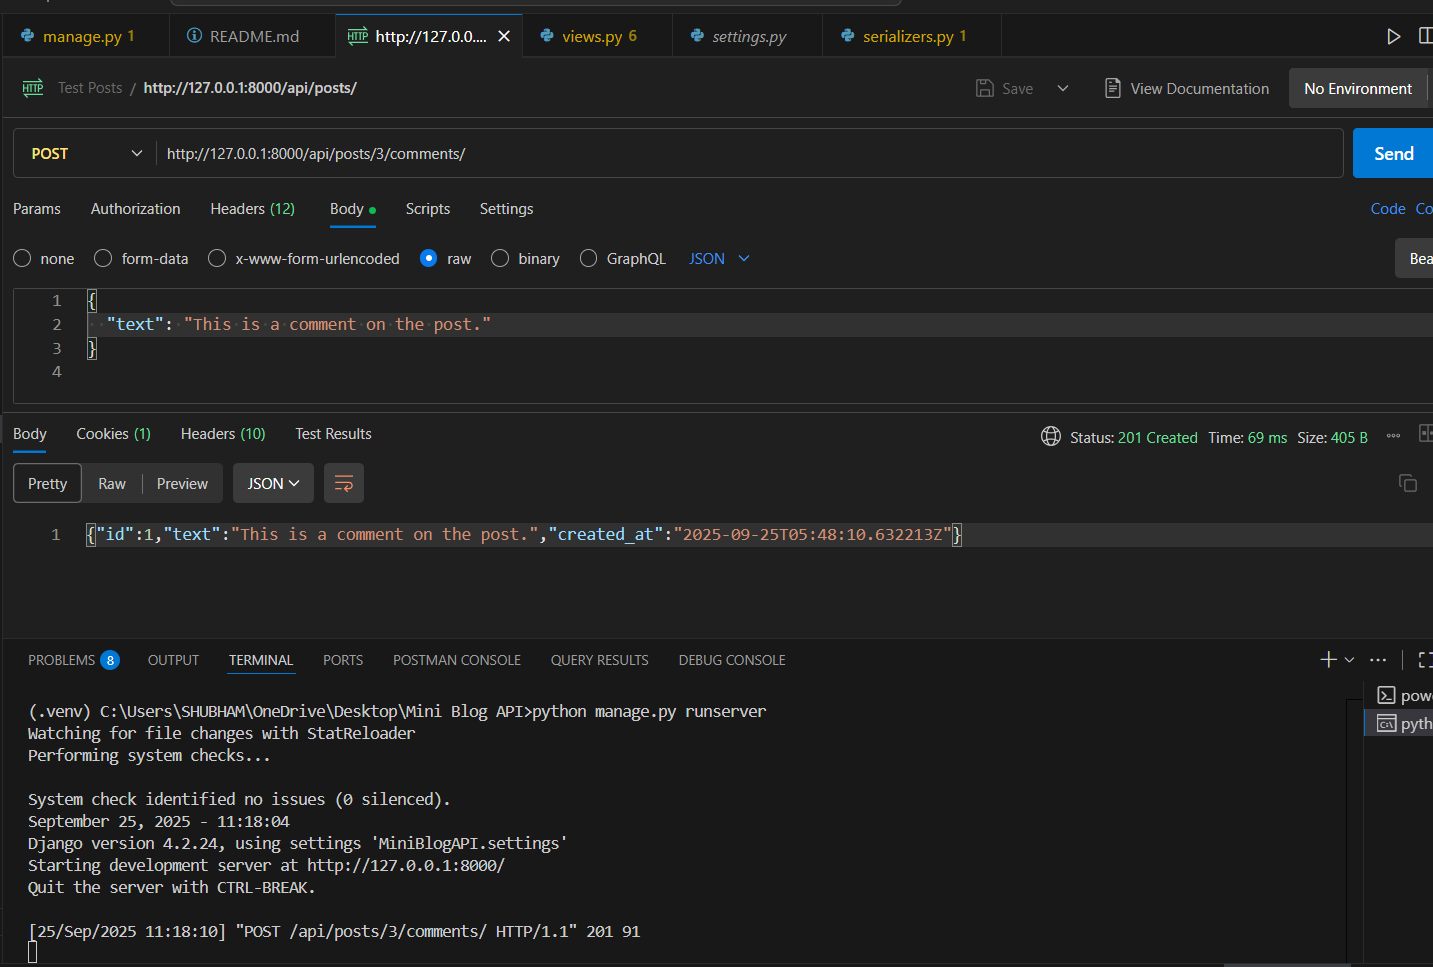 manage.py 1 README.md http://127.0.0.... views.py 6 settings.py serializers.py 1
HTTP Test Posts / http://127.0.0.1:8000/api/posts/ Save View Documentation No Environment
POST http://127.0.0.1:8000/api/posts/3/comments/ Send
Params Authorization Headers (12) Body Scripts Settings Code Co
none form-data x-www-form-urlencoded raw binary GraphQL JSON Bea
1 {
2 "text": "This is a comment on the post."
3 }
4
Body Cookies (1) Headers (10) Test Results Status: 201 Created Time: 69 ms Size: 405 B
Pretty Raw Preview JSON
1 {"id":1,"text":"This is a comment on the post.","created_at":"2025-09-25T05:48:10.632213Z"}
PROBLEMS 8 OUTPUT TERMINAL PORTS POSTMAN CONSOLE QUERY RESULTS DEBUG CONSOLE
pow
pyth
(.venv) C:\Users\SHUBHAM\OneDrive\Desktop\Mini Blog API>python manage.py runserver
Watching for file changes with StatReloader
Performing system checks...
System check identified no issues (0 silenced).
September 25, 2025 - 11:18:04
Django version 4.2.24, using settings 'MiniBlogAPI.settings'
Starting development server at http://127.0.0.1:8000/
Quit the server with CTRL-BREAK.
[25/Sep/2025 11:18:10] "POST /api/posts/3/comments/ HTTP/1.1" 201 91